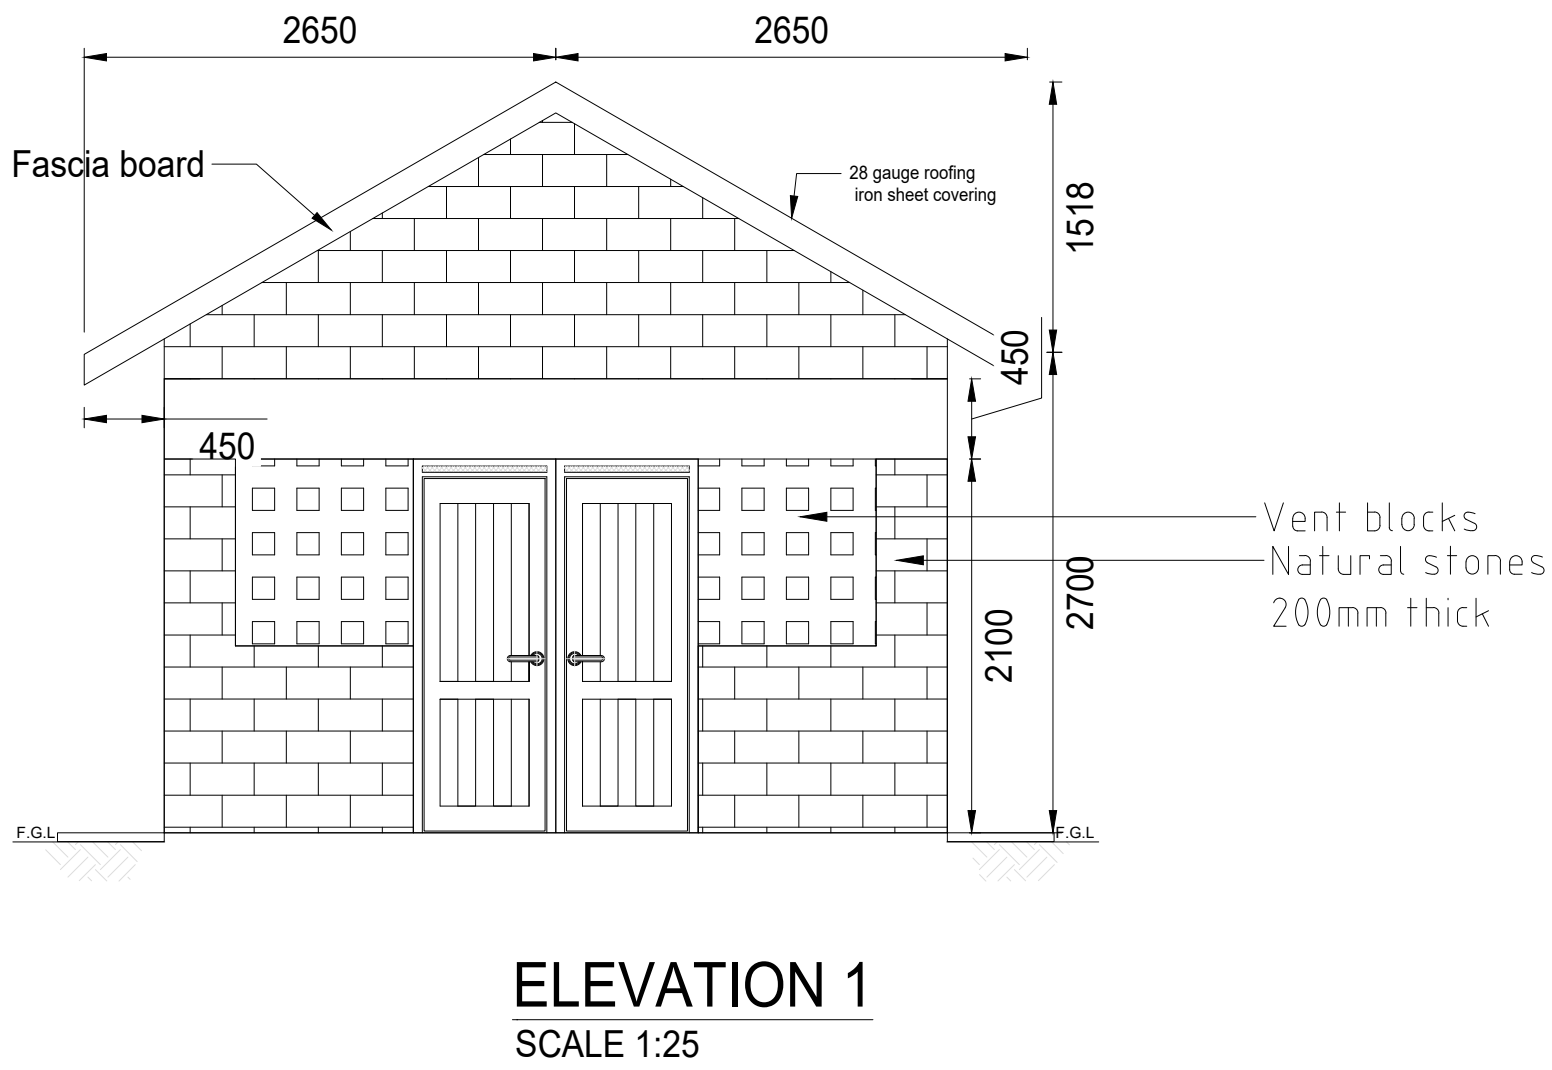 2650
2650
Fascia board
28 gauge roofing
iron sheet covering
1518
450
450
Vent blocks
Natural stones
200mm thick
2700
2100
F.G.L
F.G.L
ELEVATION 1
SCALE 1:25